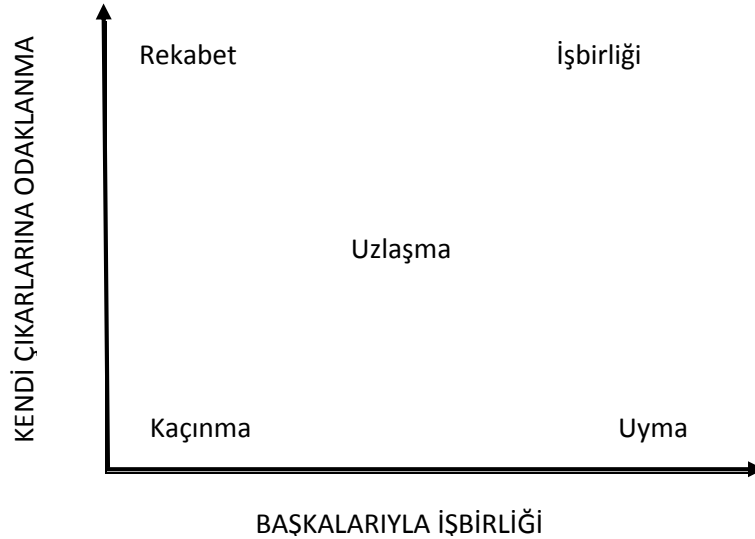 KENDİ ÇIKARLARINA ODAKLANMA
Rekabet
İşbirliği
Uzlaşma
Kaçınma
Uyma
BAŞKALARIYLA İŞBİRLİĞİ